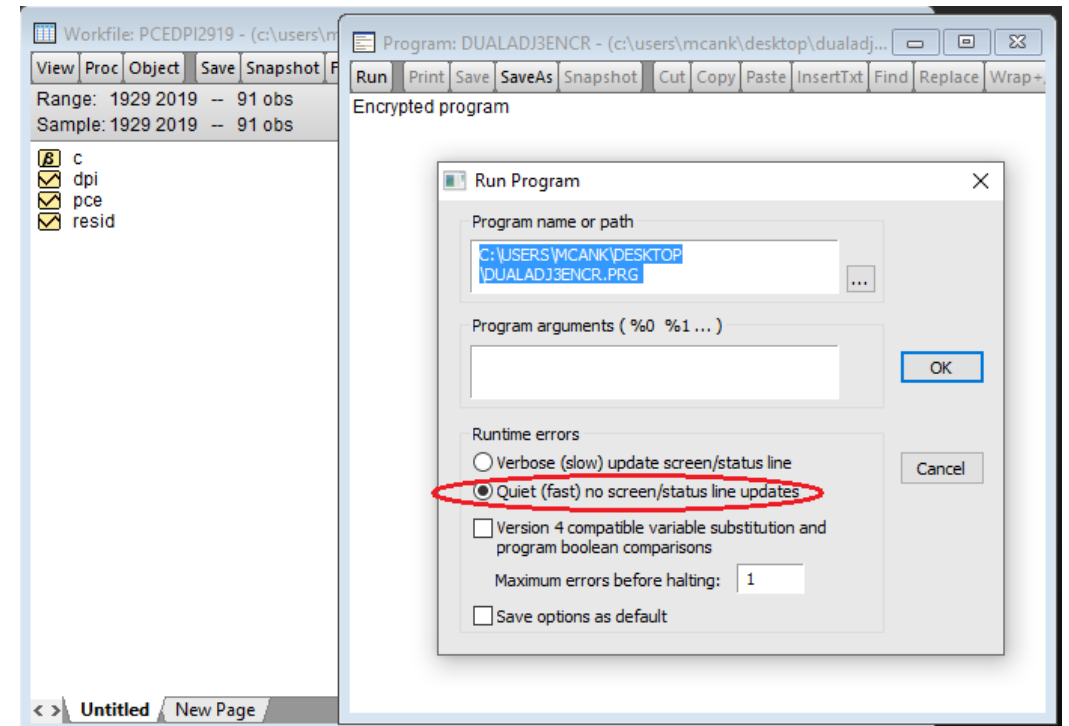 Workfile: PCEDPI2919 - (c:\users\m
View Proc Object Save Snapshot F
Range: 1929 2019 -- 91 obs
Sample: 1929 2019 -- 91 obs
β c
dpi
pce
resid
< > Untitled New Page
Program: DUALADJ3ENCR - (c:\users\mcank\desktop\dualadj...
Run Print Save SaveAs Snapshot Cut Copy Paste InsertTxt Find Replace Wrap+/
Encrypted program
Run Program
Program name or path
C:\USERS\MCANK\DESKTOP
\DUALADJ3ENCR.PRG
...
Program arguments ( %0 %1 ... )
OK
Runtime errors
Verbose (slow) update screen/status line
Cancel
Quiet (fast) no screen/status line updates
Version 4 compatible variable substitution and
program boolean comparisons
Maximum errors before halting: 1
Save options as default